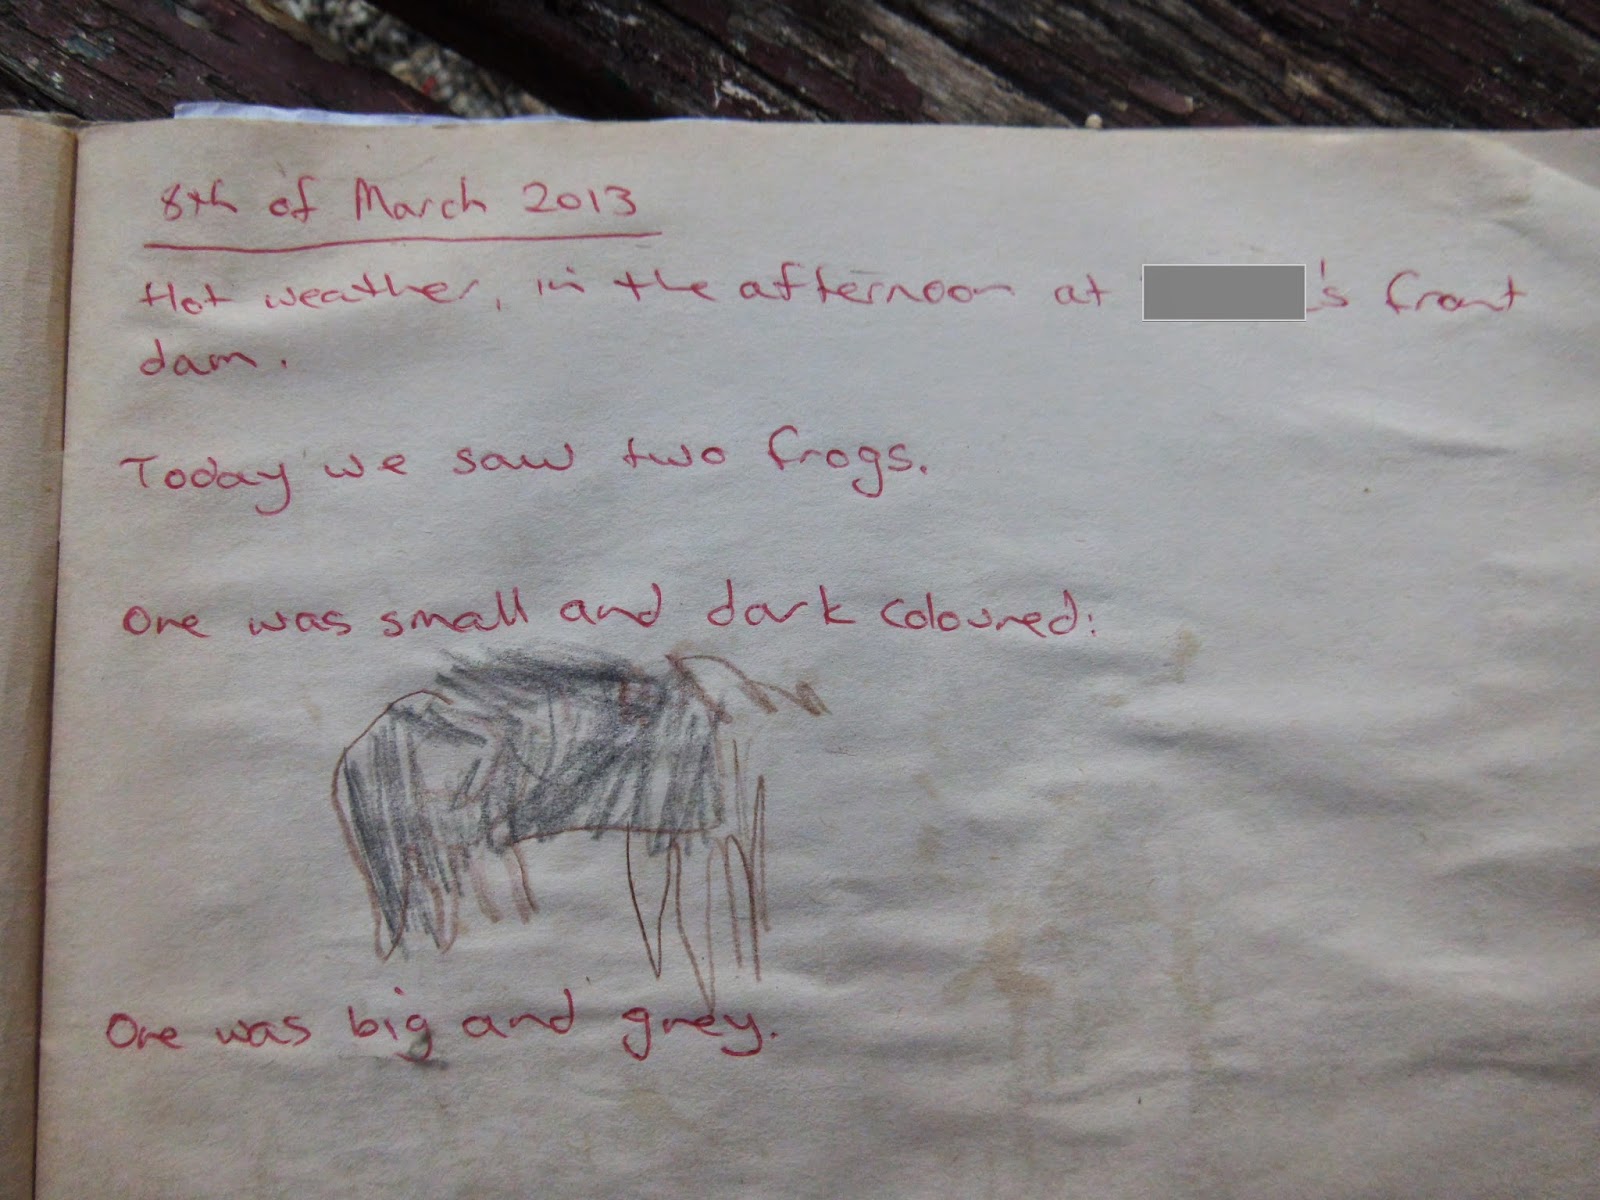 8th of March 2013
Hot weather, in the afternoon at 's front
dam.
Today we saw two frogs.
One was small and dark coloured:
One was big and grey.